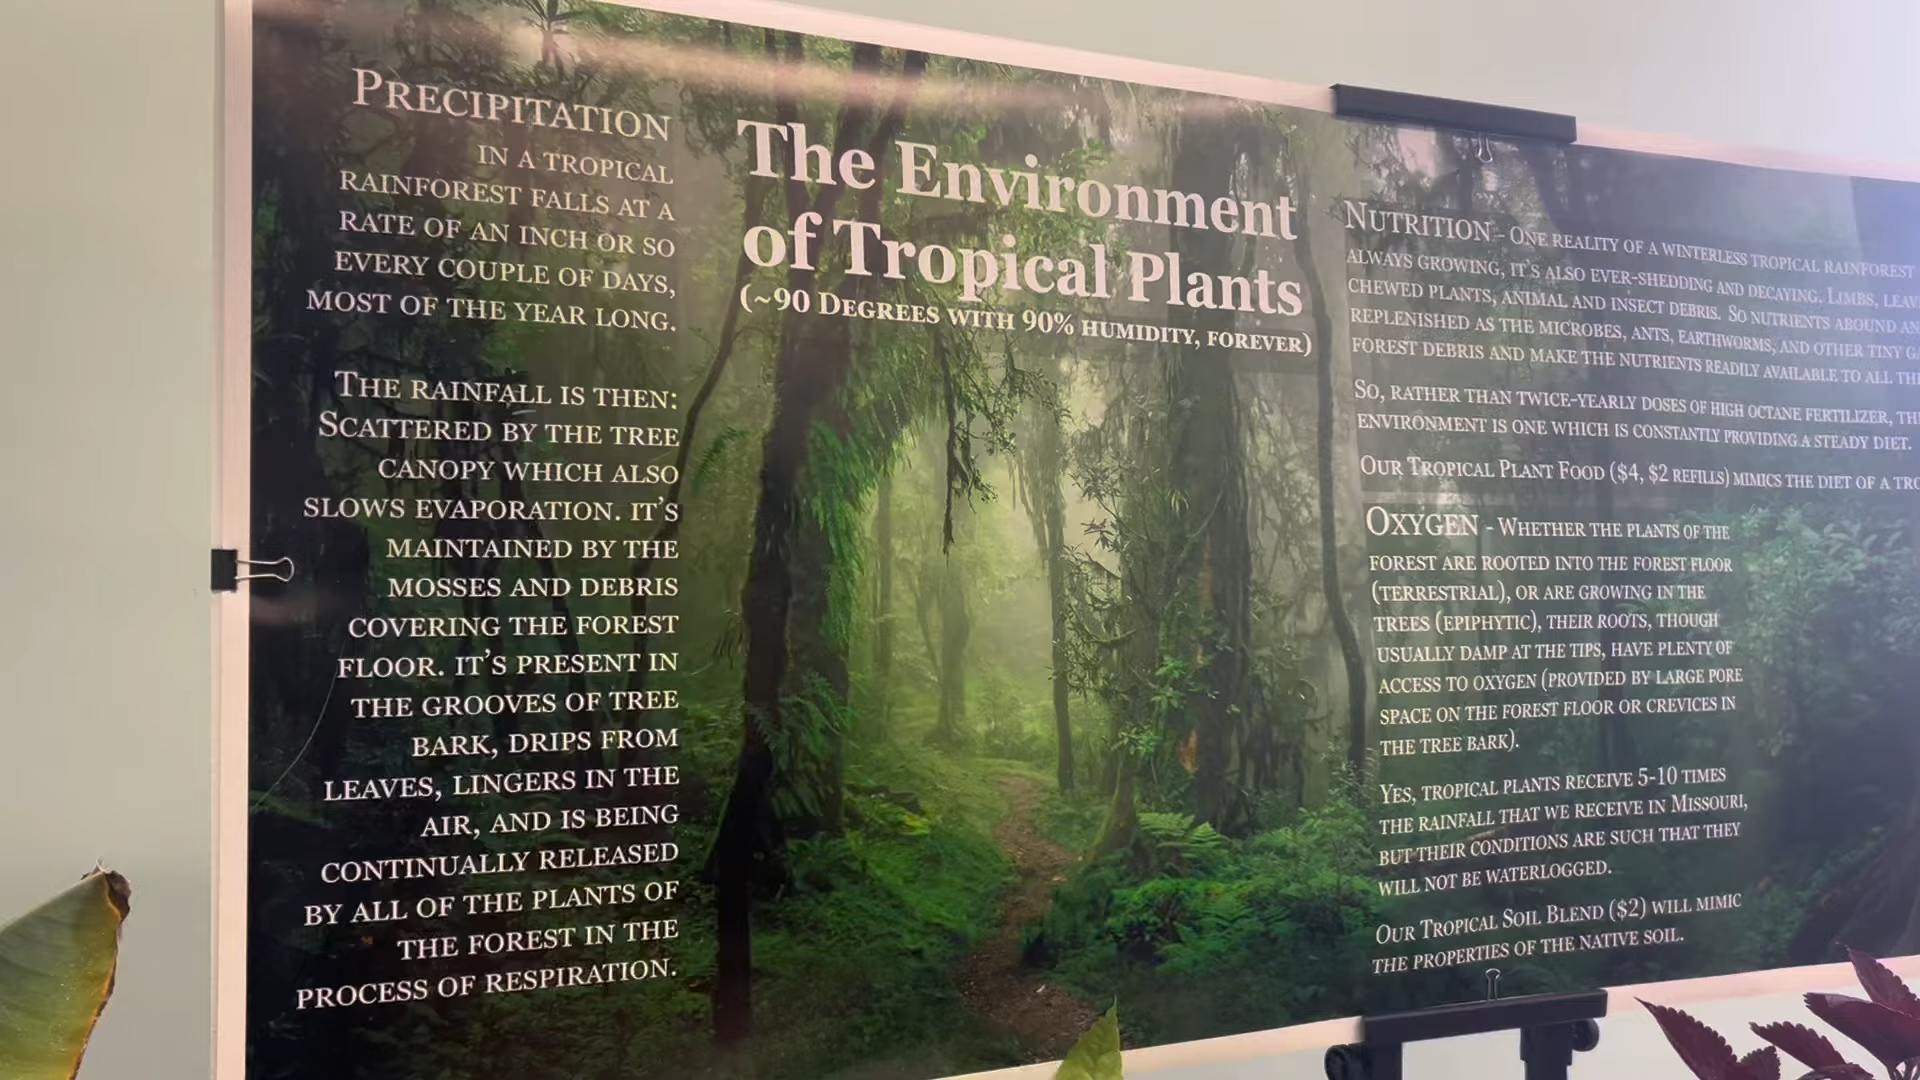 PRECIPITATION
IN A TROPICAL
RAINFOREST FALLS AT A
RATE OF AN INCH OR SO
EVERY COUPLE OF DAYS,
MOST OF THE YEAR LONG.
THE RAINFALL IS THEN:
SCATTERED BY THE TREE
CANOPY WHICH ALSO
SLOWS EVAPORATION. IT'S
MAINTAINED BY THE
MOSSES AND DEBRIS
COVERING THE FOREST
FLOOR. IT'S PRESENT IN
THE GROOVES OF TREE
BARK, DRIPS FROM
LEAVES, LINGERS IN THE
AIR, AND IS BEING
CONTINUALLY RELEASED
BY ALL OF THE PLANTS OF
THE FOREST IN THE
PROCESS OF RESPIRATION.
The Environment
of Tropical Plants
(~90 DEGREES WITH 90% HUMIDITY, FOREVER)
NUTRITION - ONE REALITY OF A WINTERLESS TROPICAL RAINFOREST
ALWAYS GROWING, IT'S ALSO EVER-SHEDDING AND DECAYING. LIMBS,
CHEWED PLANTS, ANIMAL AND INSECT DEBRIS. SO NUTRIENTS ABOUND
REPLENISHED AS THE MICROBES, ANTS, EARTHWORMS, AND OTHER TINY
FOREST DEBRIS AND MAKE THE NUTRIENTS READILY AVAILABLE TO ALL
SO, RATHER THAN TWICE-YEARLY DOSES OF HIGH OCTANE FERTILIZER,
ENVIRONMENT IS ONE WHICH IS CONSTANTLY PROVIDING A STEADY DIET.
OUR TROPICAL PLANT FOOD ($4, $2 REFILLS) MIMICS THE DIET OF A
OXYGEN - WHETHER THE PLANTS OF THE
FOREST ARE ROOTED INTO THE FOREST FLOOR
(TERRESTRIAL), OR ARE GROWING IN THE
TREES (EPIPHYTIC), THEIR ROOTS, THOUGH
USUALLY DAMP AT THE TIPS, HAVE PLENTY OF
ACCESS TO OXYGEN (PROVIDED BY LARGE PORE
SPACE ON THE FOREST FLOOR OR CREVICES IN
THE TREE BARK).
YES, TROPICAL PLANTS RECEIVE 5-10 TIMES
THE RAINFALL THAT WE RECEIVE IN MISSOURI,
BUT THEIR CONDITIONS ARE SUCH THAT THEY
WILL NOT BE WATERLOGGED.
OUR TROPICAL SOIL BLEND ($2) WILL MIMIC
THE PROPERTIES OF THE NATIVE SOIL.